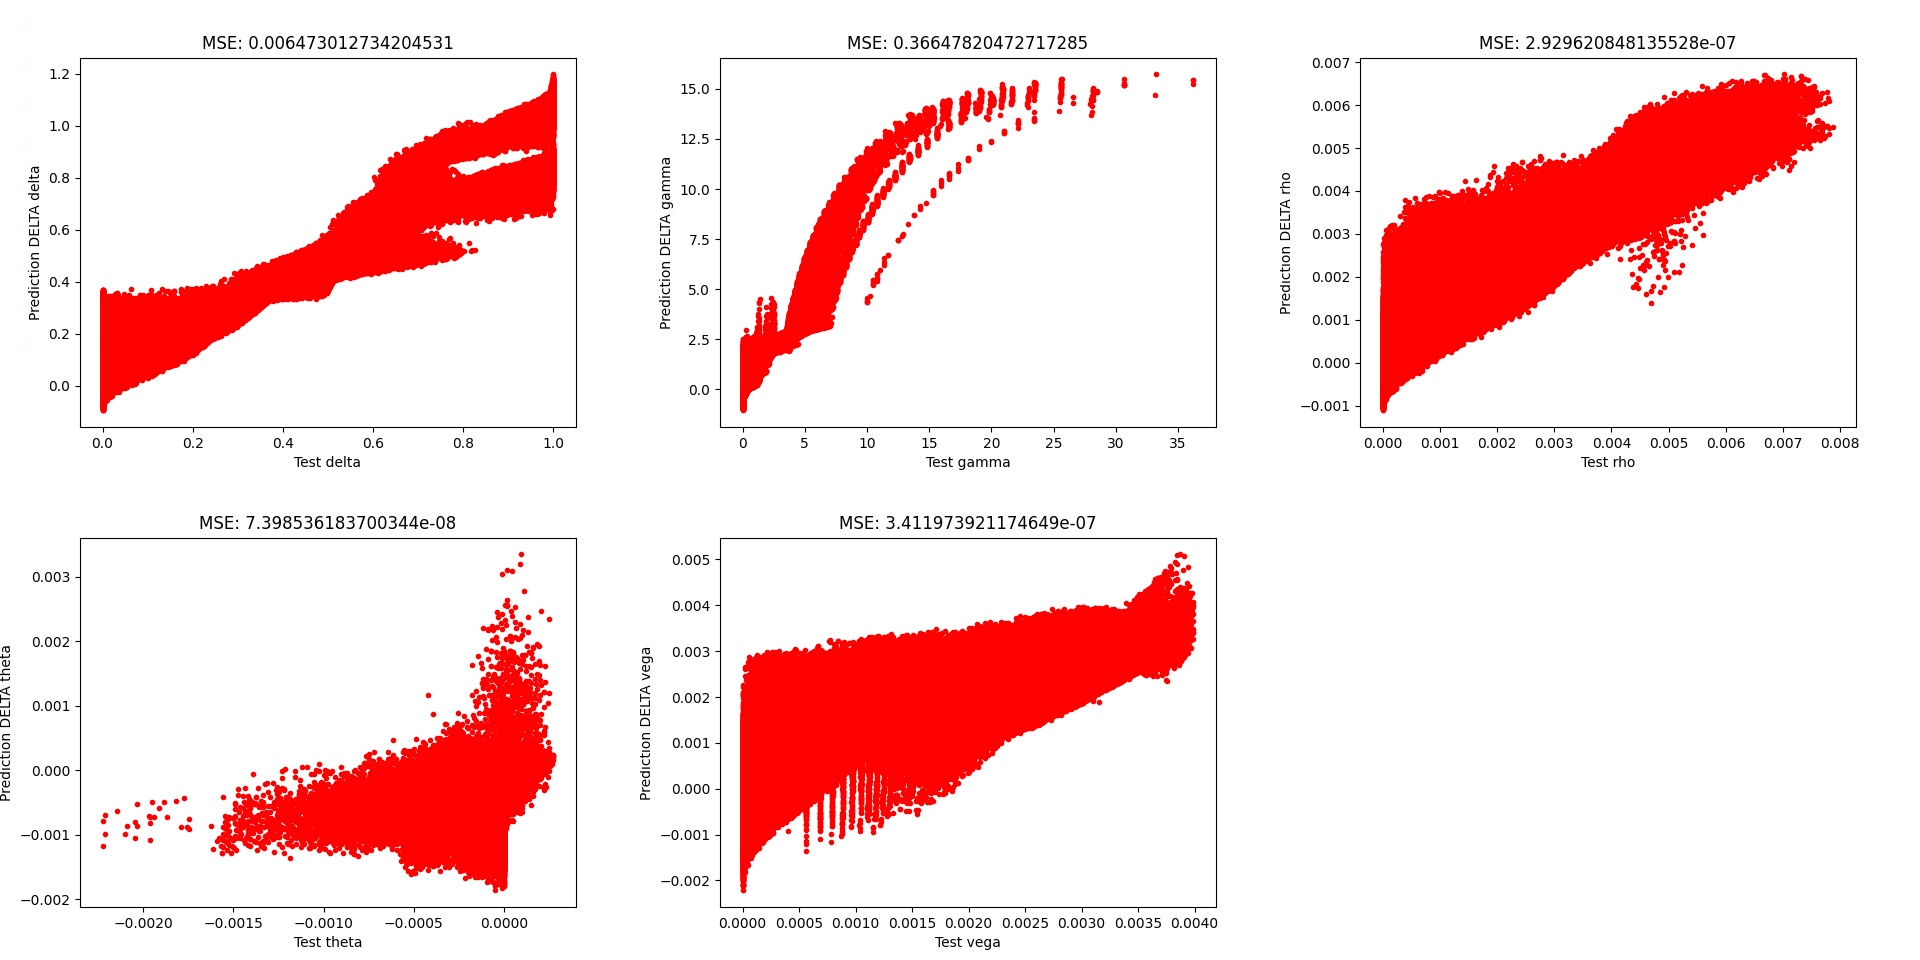 MSE: 0.006473012734204531
Prediction DELTA delta
1.2
1.0
0.8
0.6
0.4
0.2
0.0
0.0 0.2 0.4 0.6 0.8 1.0
Test delta
MSE: 0.36647820472717285
Prediction DELTA gamma
15.0
12.5
10.0
7.5
5.0
2.5
0.0
0 5 10 15 20 25 30 35
Test gamma
MSE: 2.929620848135528e-07
Prediction DELTA rho
0.007
0.006
0.005
0.004
0.003
0.002
0.001
0.000
−0.001
0.000 0.001 0.002 0.003 0.004 0.005 0.006 0.007 0.008
Test rho
MSE: 7.398536183700344e-08
Prediction DELTA theta
0.003
0.002
0.001
0.000
−0.001
−0.002
−0.0020 −0.0015 −0.0010 −0.0005 0.0000
Test theta
MSE: 3.411973921174649e-07
Prediction DELTA vega
0.005
0.004
0.003
0.002
0.001
0.000
−0.001
−0.002
0.0000 0.0005 0.0010 0.0015 0.0020 0.0025 0.0030 0.0035 0.0040
Test vega